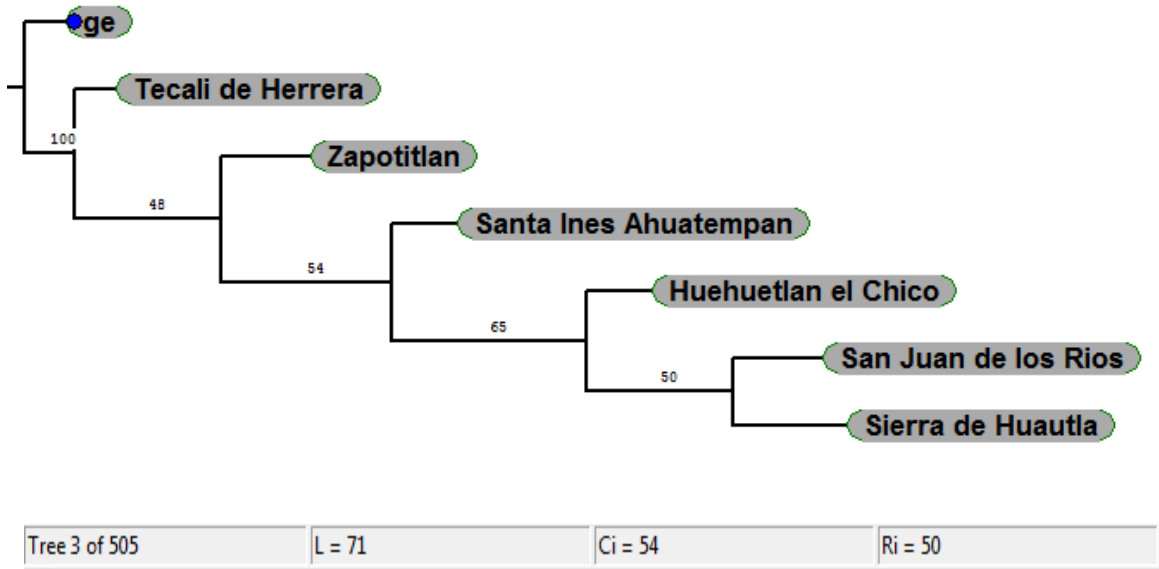 ge
Tecali de Herrera
100
Zapotitlan
48
Santa Ines Ahuatempan
54
Huehuetlan el Chico
65
San Juan de los Rios
50
Sierra de Huautla
Tree 3 of 505 L = 71 Ci = 54 Ri = 50